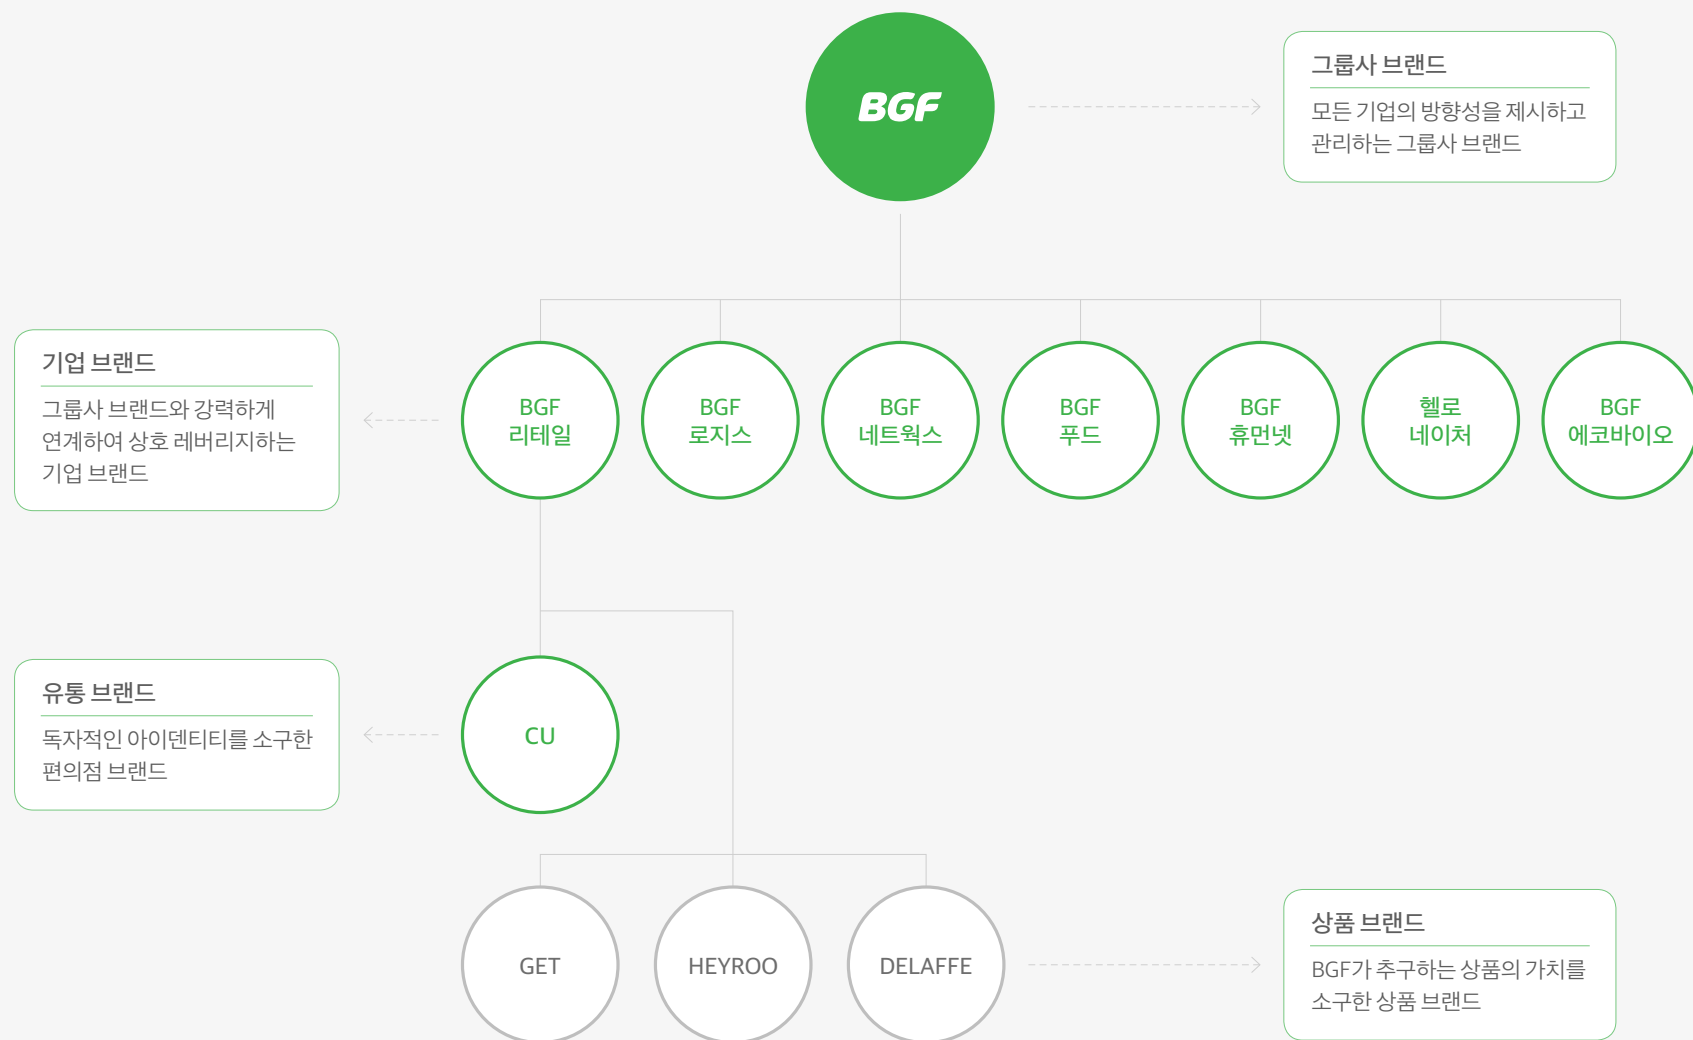 BGF
그룹사 브랜드
모든 기업의 방향성을 제시하고
관리하는 그룹사 브랜드
기업 브랜드
그룹사 브랜드와 강력하게
연계하여 상호 레버리지하는
기업 브랜드
BGF
리테일
BGF
로지스
BGF
네트웍스
BGF
푸드
BGF
휴먼넷
헬로
네이처
BGF
에코바이오
유통 브랜드
독자적인 아이덴티티를 소구한
편의점 브랜드
CU
GET
HEYROO
DELAFFE
상품 브랜드
BGF가 추구하는 상품의 가치를
소구한 상품 브랜드